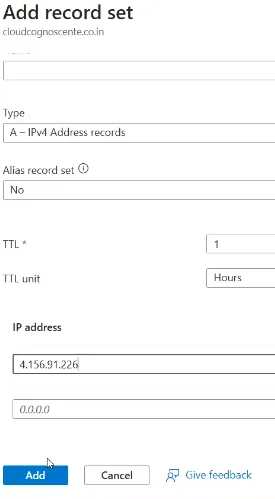 Add record set
cloudcognoscente.co.in
Name
Type
A – IPv4 Address records
Alias record set
No
TTL * 1
TTL unit Hours
IP address
4.156.91.226
0.0.0.0
Add Cancel Give feedback